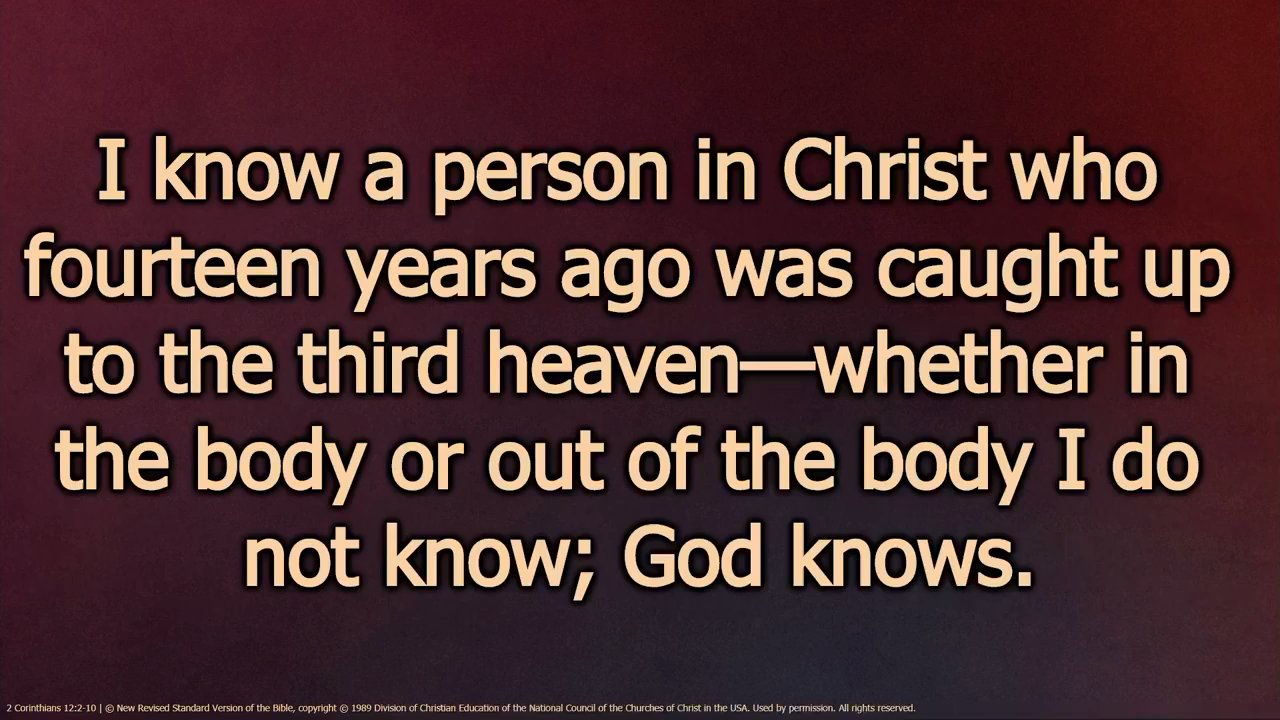 I know a person in Christ who
fourteen years ago was caught up
to the third heaven—whether in
the body or out of the body I do
not know; God knows.
2 Corinthians 12:2-10 | © New Revised Standard Version of the Bible, copyright © 1989 Division of Christian Education of the National Council of the Churches of Christ in the USA. Used by permission. All rights reserved.